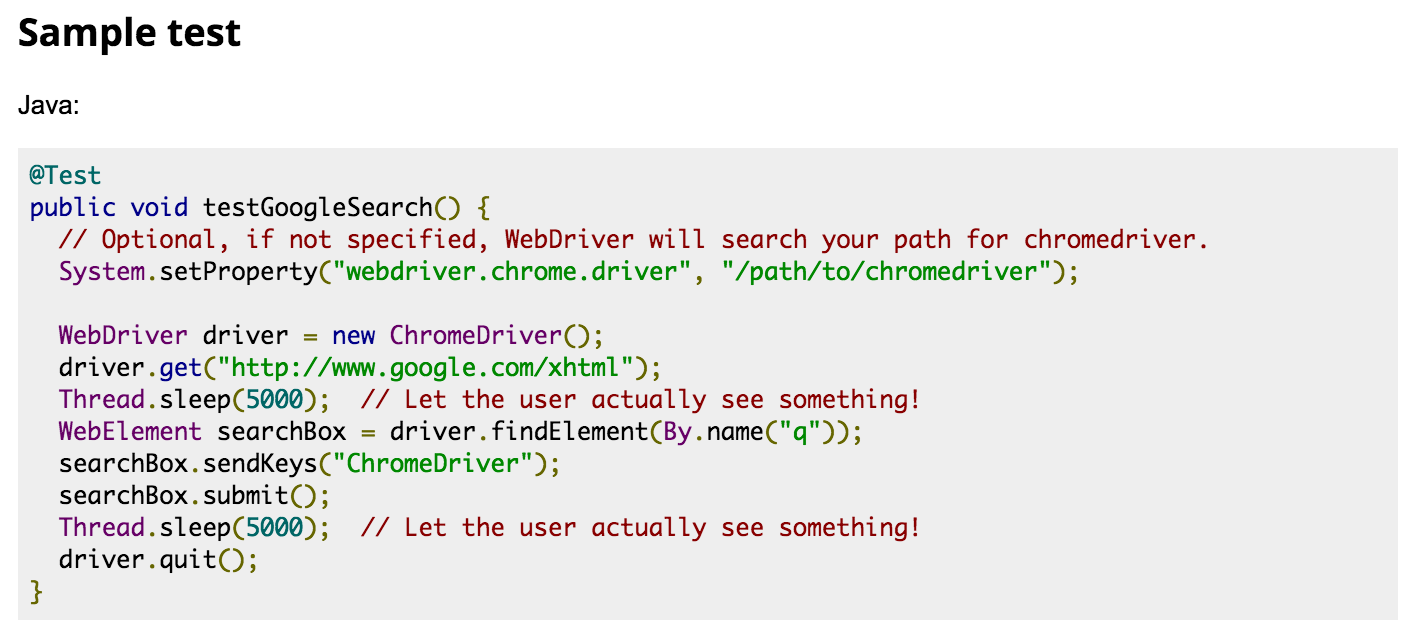 Sample test
Java:
@Test
public void testGoogleSearch() {
  // Optional, if not specified, WebDriver will search your path for chromedriver.
  System.setProperty("webdriver.chrome.driver", "/path/to/chromedriver");

  WebDriver driver = new ChromeDriver();
  driver.get("http://www.google.com/xhtml");
  Thread.sleep(5000);  // Let the user actually see something!
  WebElement searchBox = driver.findElement(By.name("q"));
  searchBox.sendKeys("ChromeDriver");
  searchBox.submit();
  Thread.sleep(5000);  // Let the user actually see something!
  driver.quit();
}